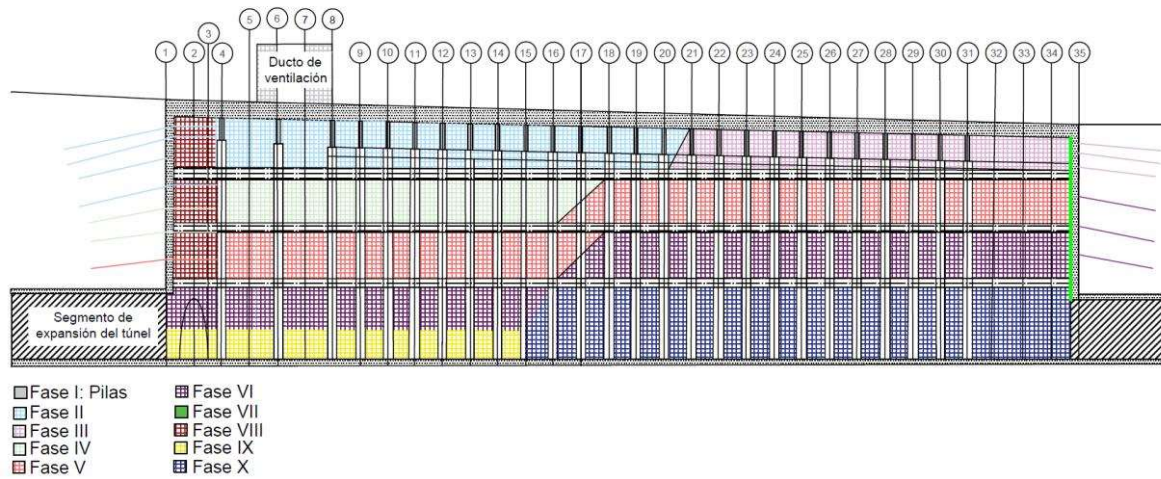 1 2 3 4 5 6 7 8 9 10 11 12 13 14 15 16 17 18 19 20 21 22 23 24 25 26 27 28 29 30 31 32 33 34 35
Ducto de
ventilación
Segmento de
expansión del túnel
Fase I: Pilas
Fase II
Fase III
Fase IV
Fase V
Fase VI
Fase VII
Fase VIII
Fase IX
Fase X